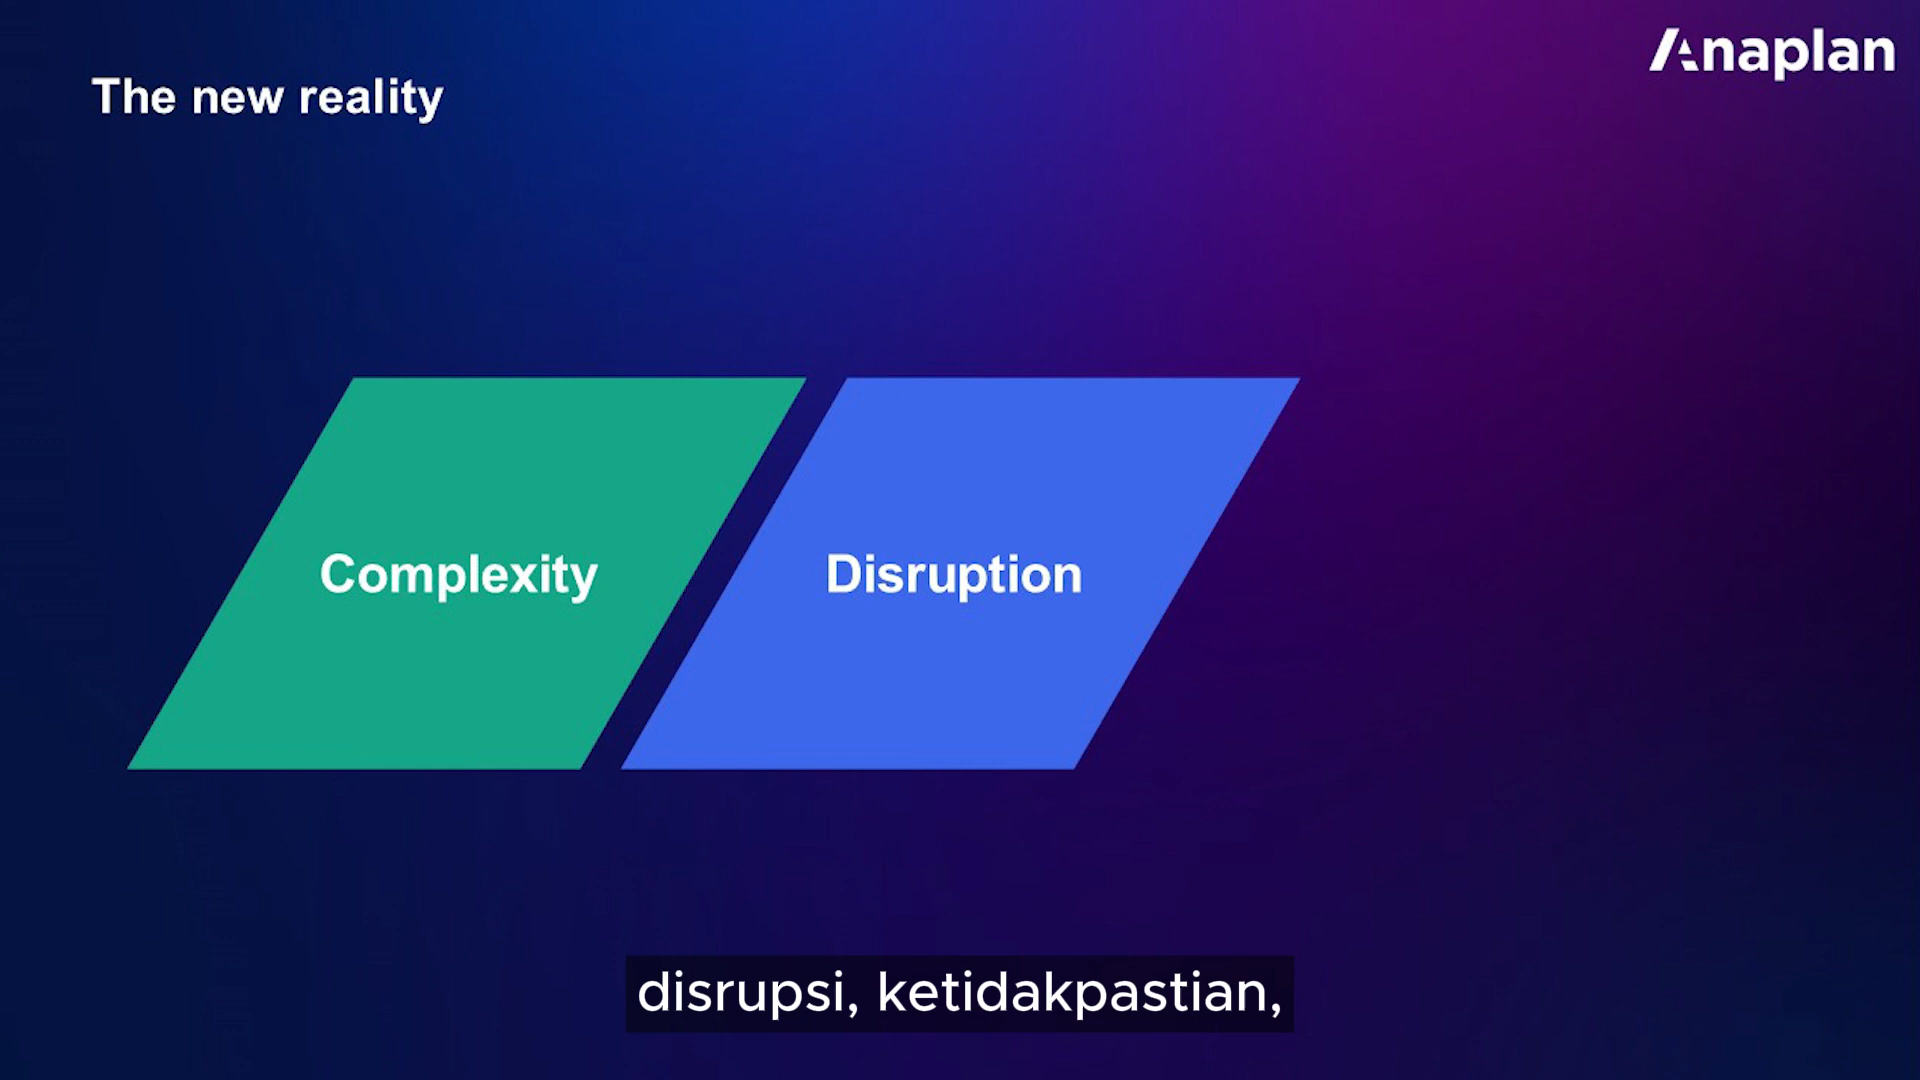 Anaplan
The new reality
Complexity
Disruption
disrupsi, ketidakpastian,